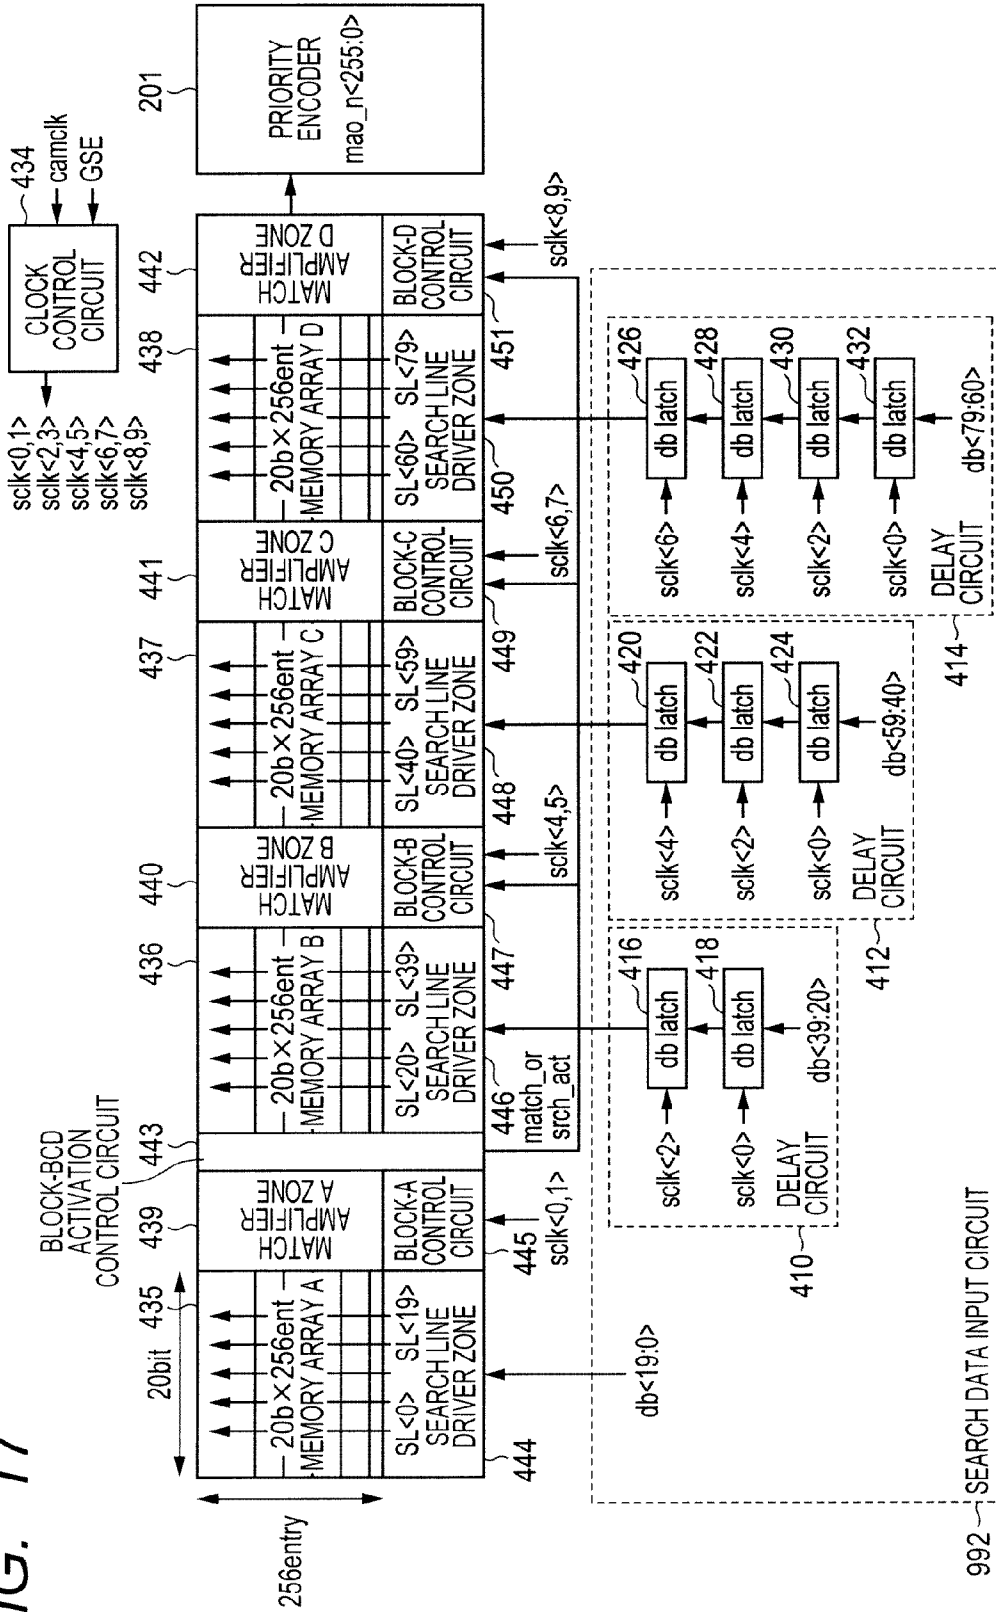 FIG. 17
sclk<0,1>
sclk<2,3>
sclk<4,5>
sclk<6,7>
sclk<8,9>
CLOCK
CONTROL
CIRCUIT
434
camclk
GSE
BLOCK-BCD
ACTIVATION
CONTROL CIRCUIT
20bit
435
439
443
436
440
437
441
438
442
201
256entry
20b×256ent
MEMORY ARRAY A
SL<0>
SL<19>
SEARCH LINE
DRIVER ZONE
444
MATCH
AMPLIFIER
A ZONE
BLOCK-A
CONTROL
CIRCUIT
445
sclk<0,1>
20b×256ent
MEMORY ARRAY B
SL<20>
SL<39>
SEARCH LINE
DRIVER ZONE
446
match_or
srch_act
MATCH
AMPLIFIER
B ZONE
BLOCK-B
CONTROL
CIRCUIT
447
sclk<4,5>
20b×256ent
MEMORY ARRAY C
SL<40>
SL<59>
SEARCH LINE
DRIVER ZONE
448
MATCH
AMPLIFIER
C ZONE
BLOCK-C
CONTROL
CIRCUIT
449
sclk<6,7>
20b×256ent
MEMORY ARRAY D
SL<60>
SL<79>
SEARCH LINE
DRIVER ZONE
450
MATCH
AMPLIFIER
D ZONE
BLOCK-D
CONTROL
CIRCUIT
451
sclk<8,9>
PRIORITY
ENCODER
mao_n<255:0>
db<19:0>
sclk<2>
db latch
416
sclk<0>
db latch
418
db<39:20>
DELAY
CIRCUIT
410
sclk<4>
db latch
420
sclk<2>
db latch
422
sclk<0>
db latch
424
db<59:40>
DELAY
CIRCUIT
412
sclk<6>
db latch
426
sclk<4>
db latch
428
sclk<2>
db latch
430
sclk<0>
db latch
432
db<79:60>
DELAY
CIRCUIT
414
992
SEARCH DATA INPUT CIRCUIT